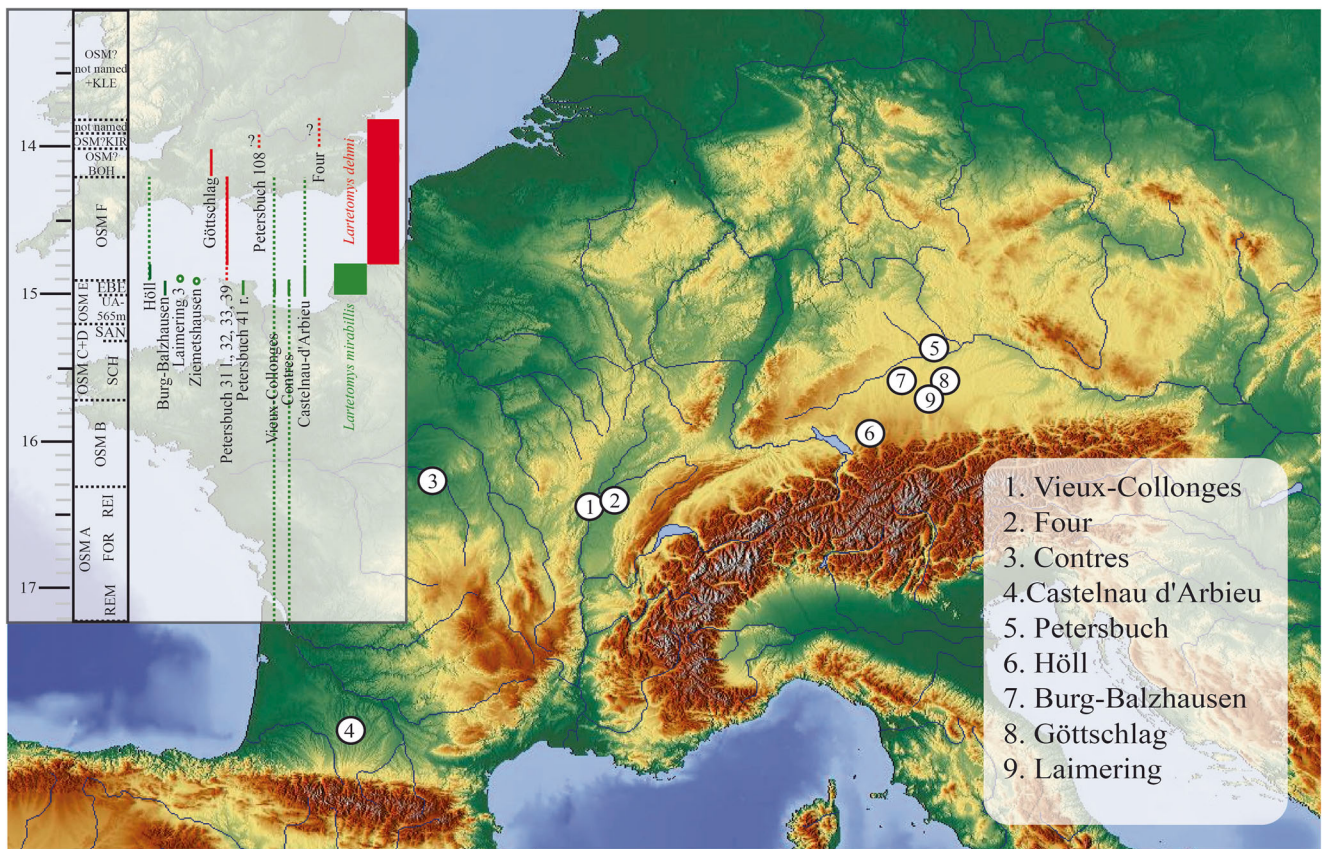 OSM?
not named
+KLE
not named
OSM?KIR
OSM?
BOH
OSM F
OSM E
EBE
UA-
565m
OSM C+D
SAN
SCH
OSM B
OSM A
REI
FOR
REM
14
15
16
17
Höll
Burg-Balzhausen
Laimering 3
Ziemetshausen
Göttschlag
Petersbuch 31 l., 32, 33, 39
Petersbuch 41 r.
?
Petersbuch 108
Vieux-Collonges
Contres
Castelnau-d'Arbieu
?
Four
Lartetomys mirabillis
Lartetomys dehmi
1
2
3
4
5
6
7
8
9
1. Vieux-Collonges
2. Four
3. Contres
4.Castelnau d'Arbieu
5. Petersbuch
6. Höll
7. Burg-Balzhausen
8. Göttschlag
9. Laimering